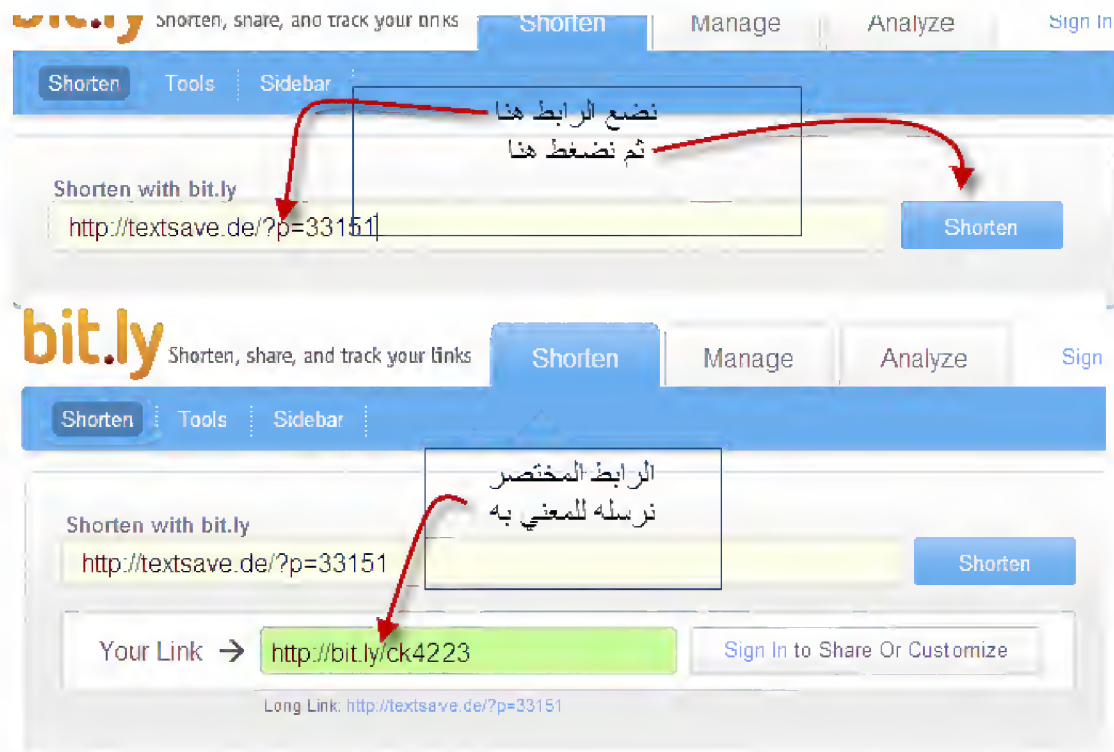 bit.ly Shorten, share, and track your links Shorten Manage Analyze Sign In
Shorten Tools Sidebar
نضع الرابط هنا
ثم نضغط هنا
Shorten with bit.ly
http://textsave.de/?p=33151
Shorten
bit.ly Shorten, share, and track your links Shorten Manage Analyze Sign
Shorten Tools Sidebar
الرابط المختصر
نرسله للمعني به
Shorten with bit.ly
http://textsave.de/?p=33151
Shorten
Your Link → http://bit.ly/ck4223 Sign In to Share Or Customize
Long Link: http://textsave.de/?p=33151